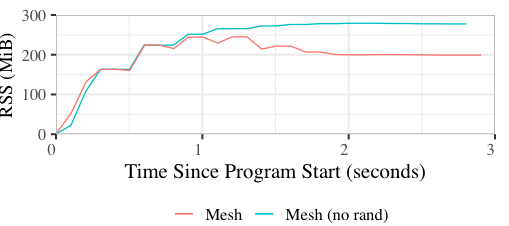 300
200
100
0
RSS (MiB)
0 1 2 3
Time Since Program Start (seconds)
Mesh Mesh (no rand)